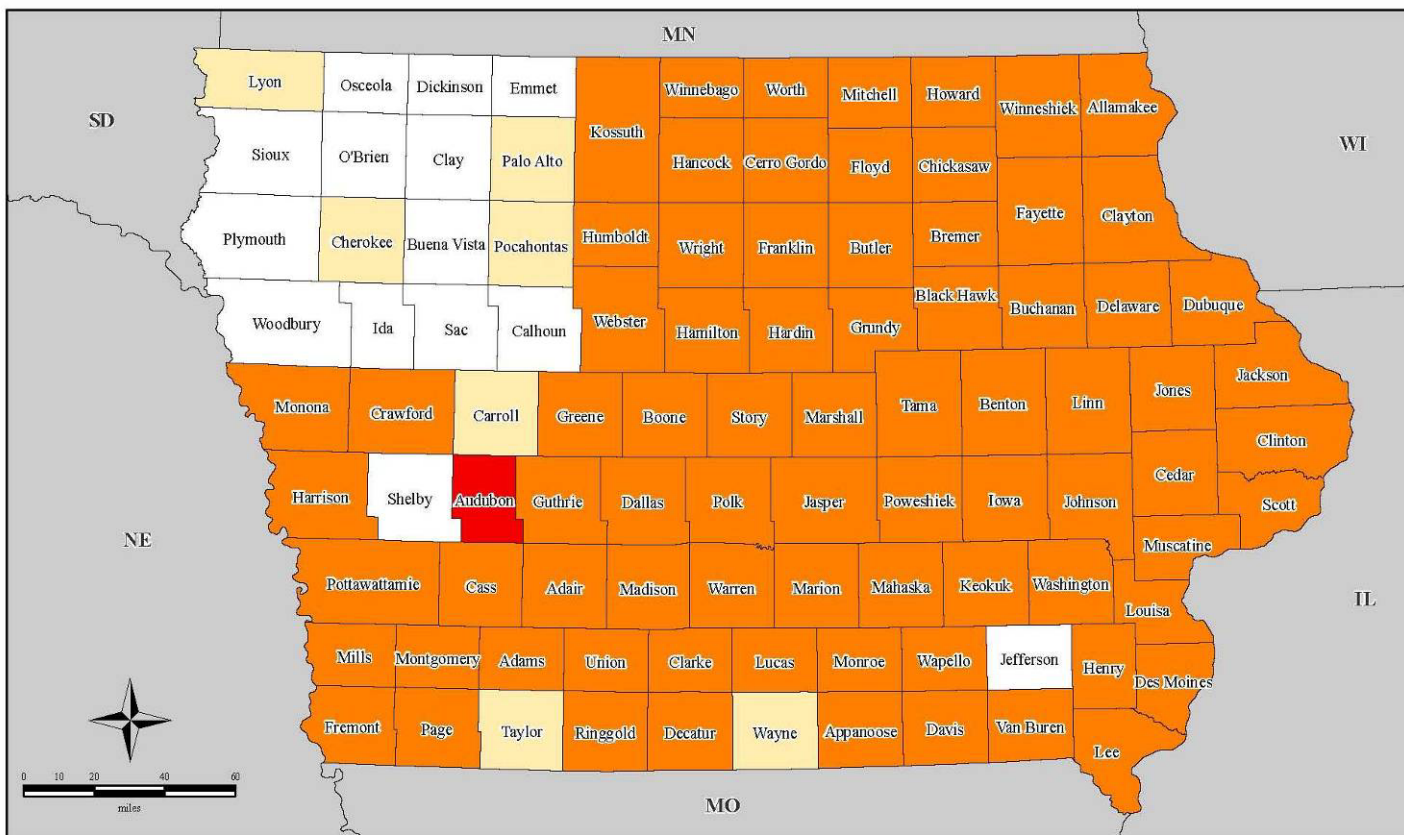 MN
Lyon
Osceola
Dickinson
Emmet
Kossuth
Winnebago
Worth
Mitchell
Howard
Winneshiek
Allamakee
SD
WI
Sioux
O'Brien
Clay
Palo Alto
Hancock
Cerro Gordo
Floyd
Chickasaw
Fayette
Clayton
Plymouth
Cherokee
Buena Vista
Pocahontas
Humboldt
Wright
Franklin
Butler
Bremer
Woodbury
Ida
Sac
Calhoun
Webster
Hamilton
Hardin
Grundy
Black Hawk
Buchanan
Delaware
Dubuque
Monona
Crawford
Carroll
Greene
Boone
Story
Marshall
Tama
Benton
Linn
Jones
Jackson
Clinton
Harrison
Shelby
Audubon
Guthrie
Dallas
Polk
Jasper
Poweshiek
Iowa
Johnson
Cedar
Scott
Muscatine
NE
IL
Pottawattamie
Cass
Adair
Madison
Warren
Marion
Mahaska
Keokuk
Washington
Louisa
Mills
Montgomery
Adams
Union
Clarke
Lucas
Monroe
Wapello
Jefferson
Henry
Des Moines
Fremont
Page
Taylor
Ringgold
Decatur
Wayne
Appanoose
Davis
Van Buren
Lee
0 10 20 40 60
miles
MO